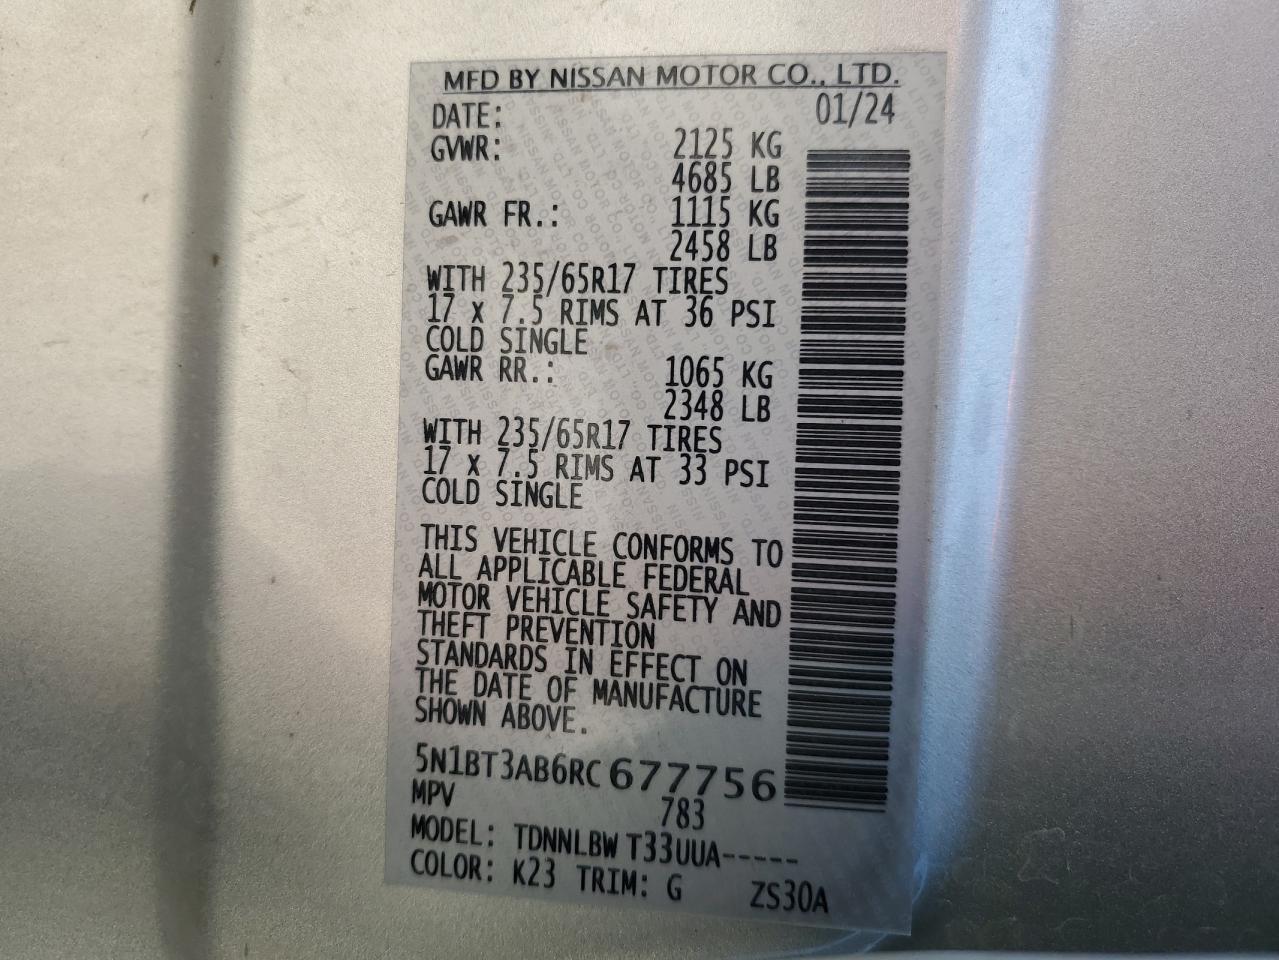 MFD BY NISSAN MOTOR CO., LTD.
DATE: 01/24
GVWR: 2125 KG
4685 LB
GAWR FR.: 1115 KG
2458 LB
WITH 235/65R17 TIRES
17 x 7.5 RIMS AT 36 PSI
COLD SINGLE
GAWR RR.: 1065 KG
2348 LB
WITH 235/65R17 TIRES
17 x 7.5 RIMS AT 33 PSI
COLD SINGLE
THIS VEHICLE CONFORMS TO
ALL APPLICABLE FEDERAL
MOTOR VEHICLE SAFETY AND
THEFT PREVENTION
STANDARDS IN EFFECT ON
THE DATE OF MANUFACTURE
SHOWN ABOVE.
5N1BT3AB6RC677756
MPV 783
MODEL: TDNNLBW T33UUA-----
COLOR: K23 TRIM: G ZS30A